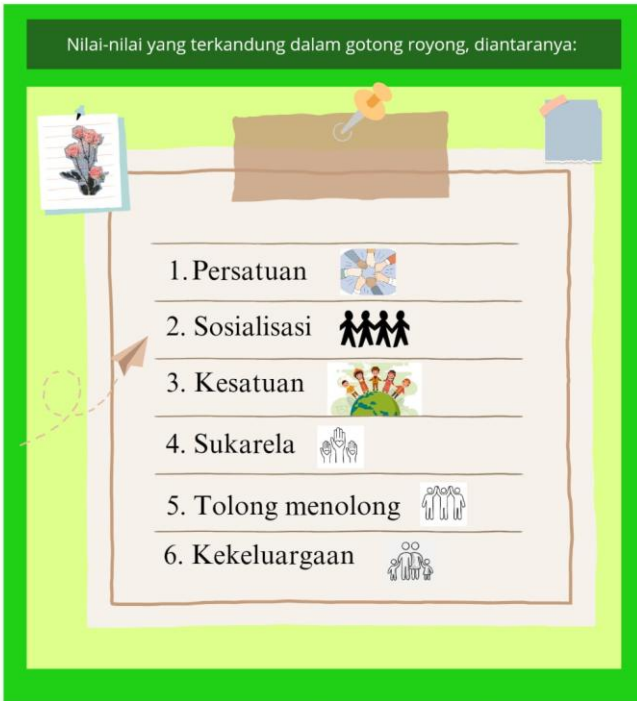 Nilai-nilai yang terkandung dalam gotong royong, diantaranya:
1. Persatuan
2. Sosialisasi
3. Kesatuan
4. Sukarela
5. Tolong menolong
6. Kekeluargaan